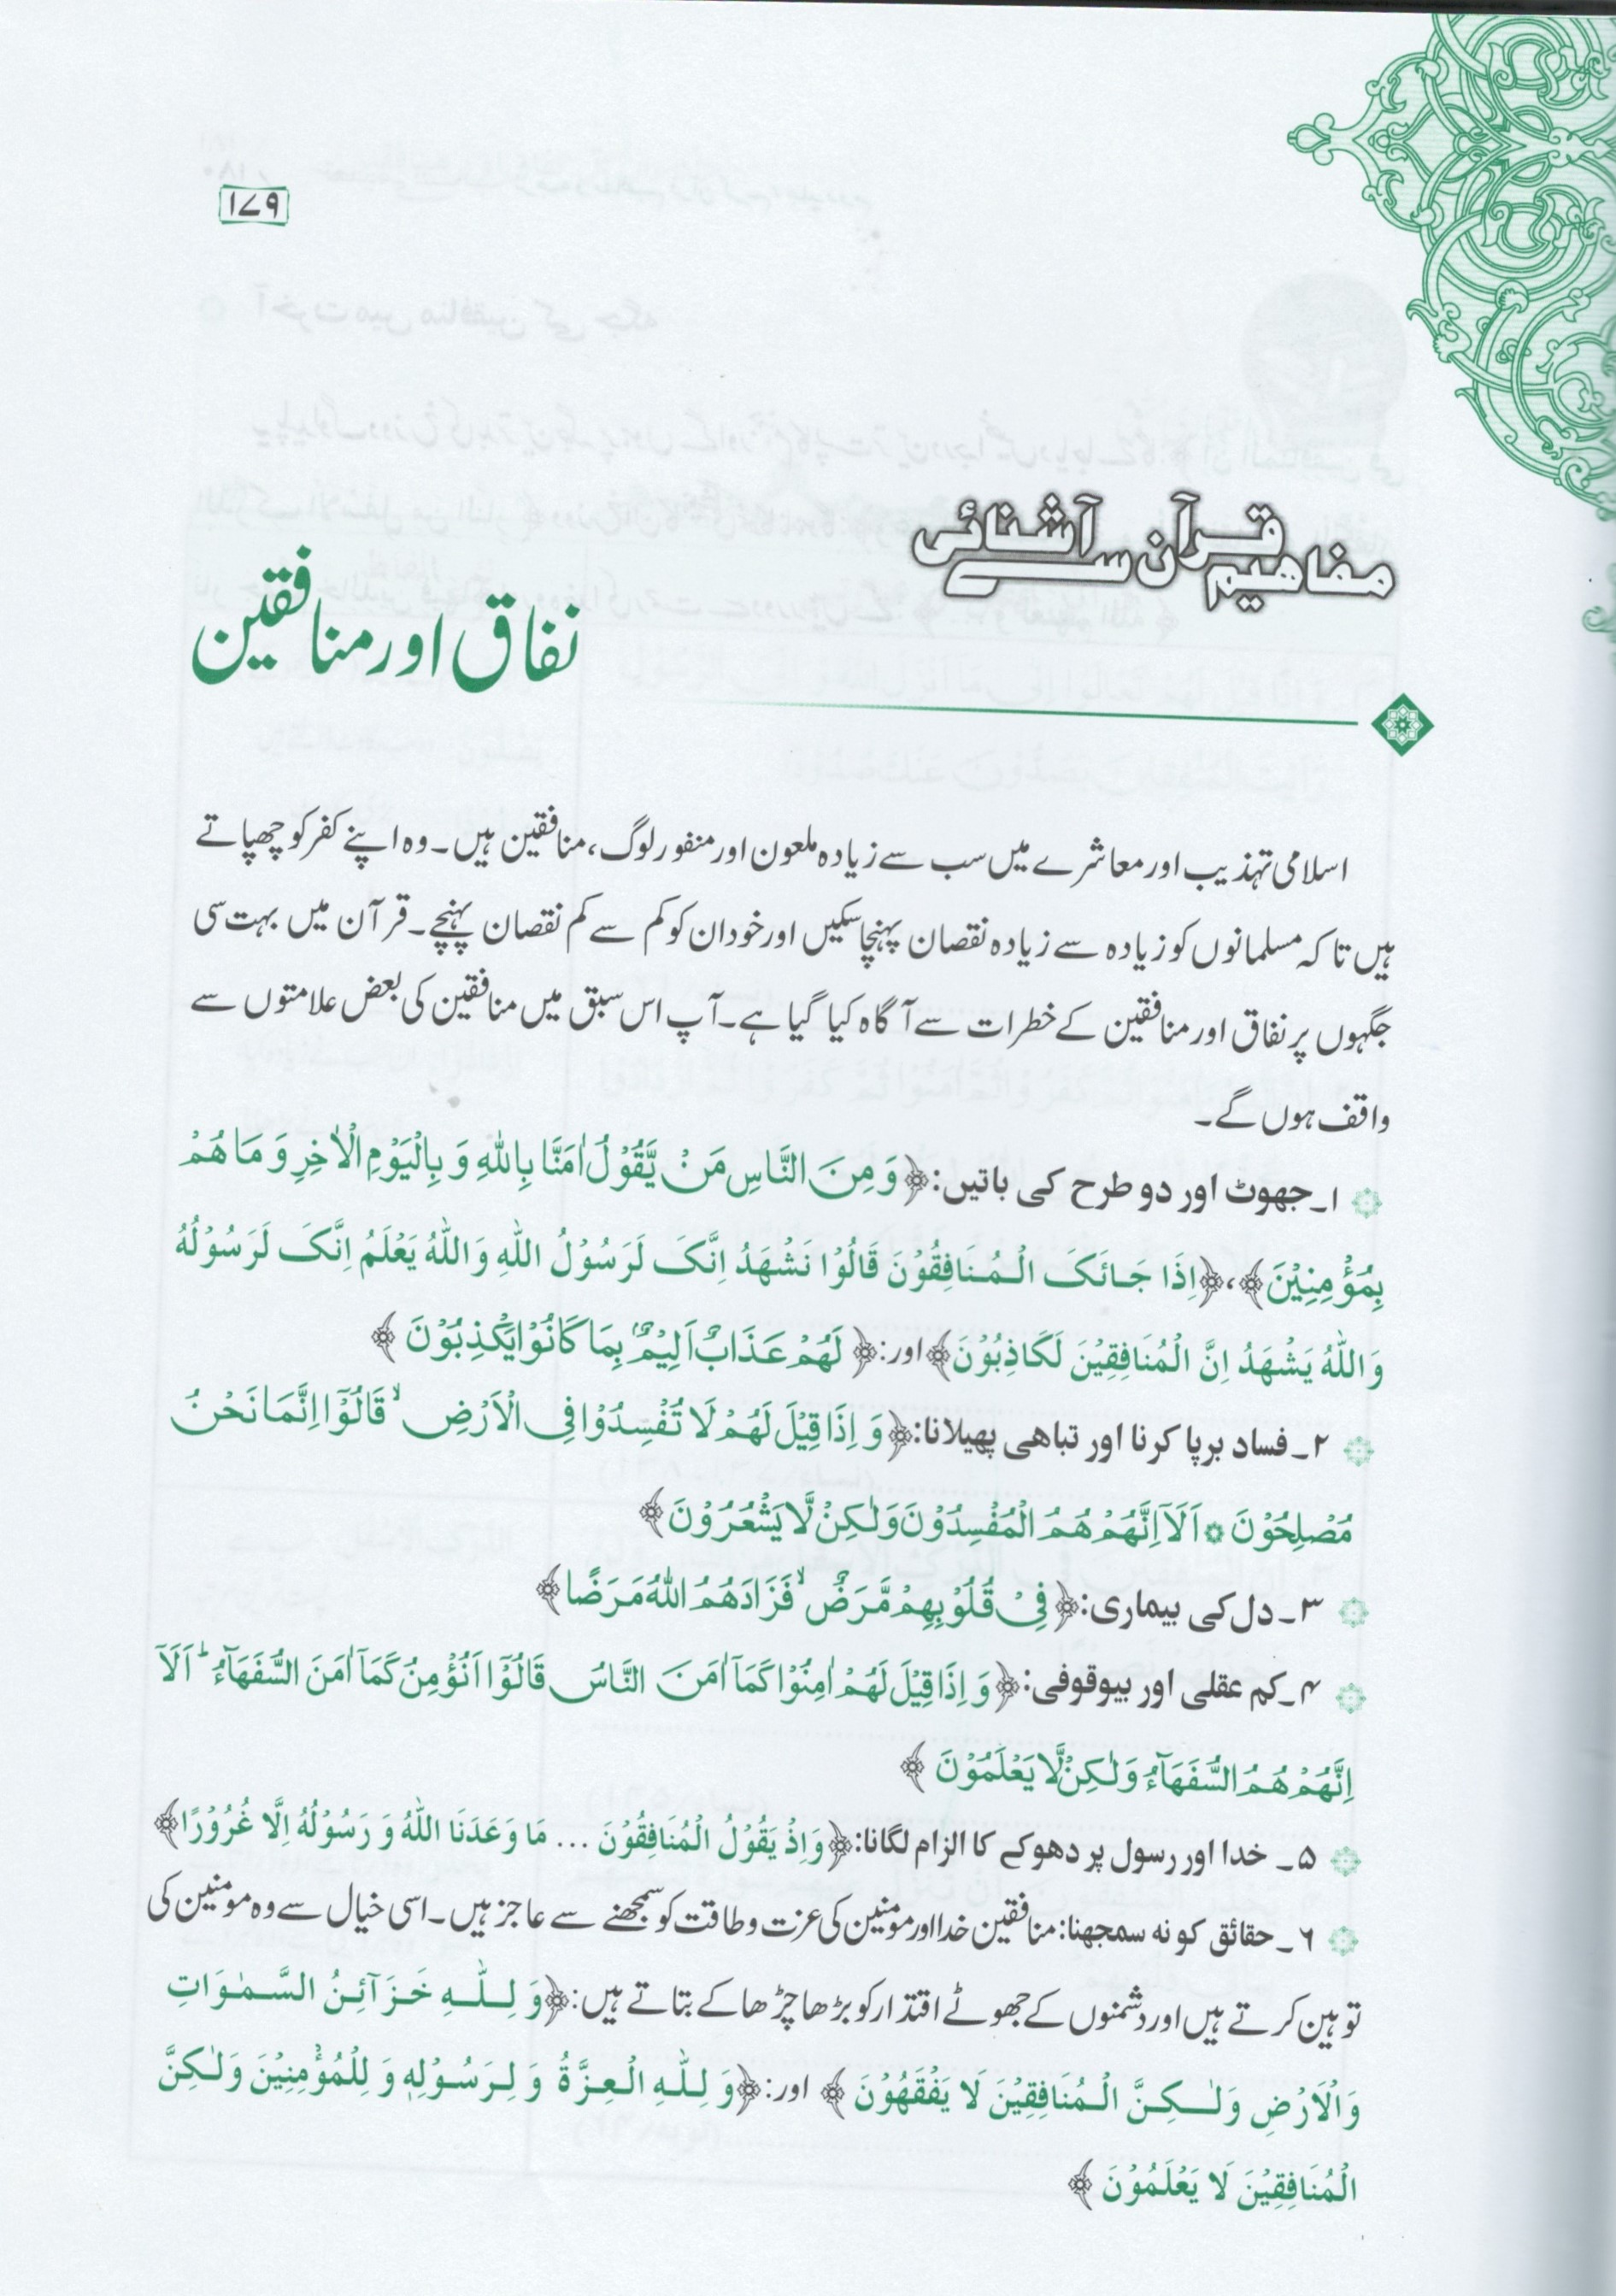 ۱۷۹
مفاہیم قرآن سے آشنائی
نفاق اور منافقین
اسلامی تہذیب اور معاشرے میں سب سے زیادہ ملعون اور منفور لوگ، منافقین ہیں۔ وہ اپنے کفر کو چھپاتے
ہیں تاکہ مسلمانوں کو زیادہ سے زیادہ نقصان پہنچا سکیں اور خود ان کو کم سے کم نقصان پہنچے۔ قرآن میں بہت سی
جگہوں پر نفاق اور منافقین کے خطرات سے آگاہ کیا گیا ہے۔ آپ اس سبق میں منافقین کی بعض علامتوں سے
واقف ہوں گے۔
۱۔ جھوٹ اور دو طرح کی باتیں: ﴿وَ مِنَ النَّاسِ مَنۡ یَّقُوۡلُ اٰمَنَّا بِاللّٰہِ وَ بِالۡیَوۡمِ الۡاٰخِرِ وَ مَا ہُمۡ
بِمُؤۡمِنِیۡنَ﴾، ﴿اِذَا جَائَکَ الۡمُنَافِقُوۡنَ قَالُوۡا نَشۡہَدُ اِنَّکَ لَرَسُوۡلُ اللّٰہِ وَاللّٰہُ یَعۡلَمُ اِنَّکَ لَرَسُوۡلُہُ
وَاللّٰہُ یَشۡہَدُ اِنَّ الۡمُنَافِقِیۡنَ لَکَاذِبُوۡنَ﴾ اور: ﴿لَہُمۡ عَذَابٌ اَلِیۡمٌۢ بِمَا کَانُوۡا یَکۡذِبُوۡنَ﴾
۲۔ فساد برپا کرنا اور تباھی پھیلانا: ﴿وَ اِذَا قِیۡلَ لَہُمۡ لَا تُفۡسِدُوۡا فِی الۡاَرۡضِ ۙ قَالُوۡۤا اِنَّمَا نَحۡنُ
مُصۡلِحُوۡنَ ۞ اَلَاۤ اِنَّہُمۡ ہُمُ الۡمُفۡسِدُوۡنَ وَلٰکِنۡ لَّا یَشۡعُرُوۡنَ﴾
۳۔ دل کی بیماری: ﴿فِیۡ قُلُوۡبِہِمۡ مَّرَضٌ ۙ فَزَادَہُمُ اللّٰہُ مَرَضًا﴾
۴۔ کم عقلی اور بیوقوفی: ﴿وَ اِذَا قِیۡلَ لَہُمۡ اٰمِنُوۡا کَمَاۤ اٰمَنَ النَّاسُ قَالُوۡۤا اَنُؤۡمِنُ کَمَاۤ اٰمَنَ السُّفَہَآءُ ؕ اَلَاۤ
اِنَّہُمۡ ہُمُ السُّفَہَآءُ وَلٰکِنۡ لَّا یَعۡلَمُوۡنَ﴾
۵۔ خدا اور رسول پر دھوکے کا الزام لگانا: ﴿وَاِذۡ یَقُوۡلُ الۡمُنَافِقُوۡنَ ... مَا وَعَدَنَا اللّٰہُ وَ رَسُوۡلُہُ اِلَّا غُرُوۡرًا﴾
۶۔ حقائق کو نہ سمجھنا: منافقین خدا اور مومنین کی عزت و طاقت کو سمجھنے سے عاجز ہیں۔ اسی خیال سے وہ مومنین کی
توہین کرتے ہیں اور دشمنوں کے جھوٹے اقتدار کو بڑھا چڑھا کے بتاتے ہیں: ﴿وَ لِلّٰہِ خَزَآئِنُ السَّمٰوَاتِ
وَالۡاَرۡضِ وَلٰکِنَّ الۡمُنَافِقِیۡنَ لَا یَفۡقَہُوۡنَ﴾ اور: ﴿وَ لِلّٰہِ الۡعِزَّۃُ وَ لِرَسُوۡلِہٖ وَ لِلۡمُؤۡمِنِیۡنَ وَلٰکِنَّ
الۡمُنَافِقِیۡنَ لَا یَعۡلَمُوۡنَ﴾